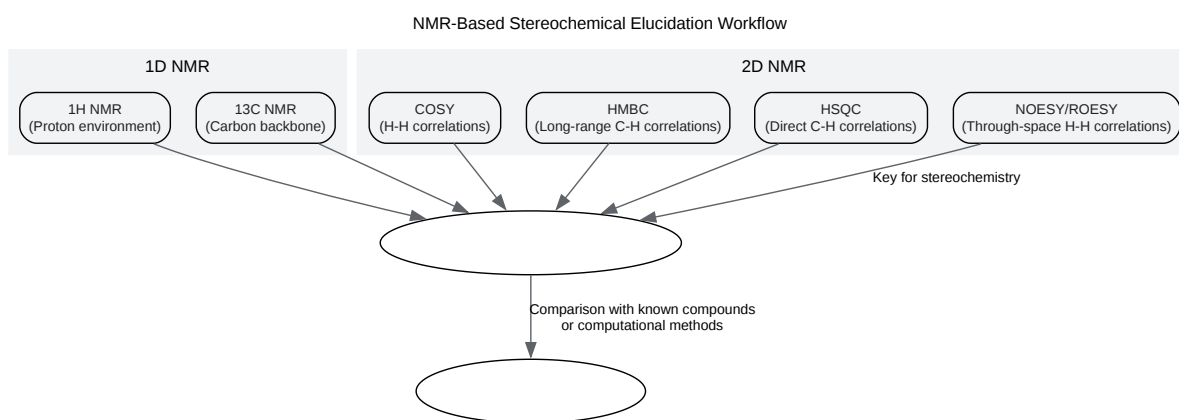 NMR-Based Stereochemical Elucidation Workflow
1D NMR
2D NMR
1H NMR
(Proton environment)
13C NMR
(Carbon backbone)
COSY
(H-H correlations)
HMBC
(Long-range C-H correlations)
HSQC
(Direct C-H correlations)
NOESY/ROESY
(Through-space H-H correlations)
Key for stereochemistry
Comparison with known compounds
or computational methods